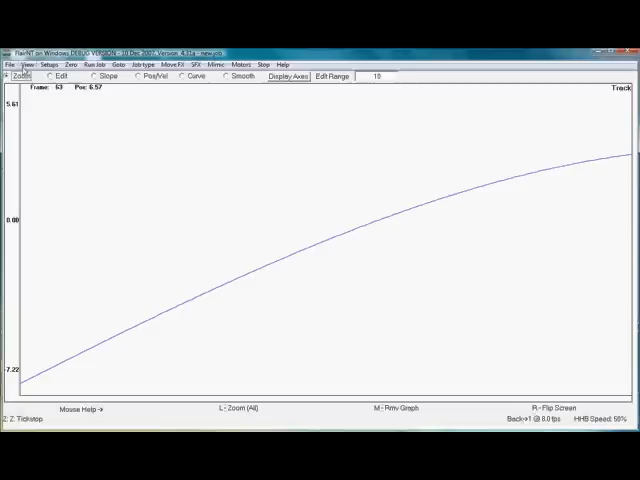 FlairNT on Windows DEBUG VERSION - 10 Dec 2007, Version 4.31a - new.job
File View Setups Zero Run Job Goto Job-type MoveFX SFX Mimic Motors Stop Help
Zoom Edit Slope Pos/Vel Curve Smooth Display Axes Edit Range 10
Frame: 63 Pos: 6.57 Track
5.61
0.00
-7.22
Mouse Help-> L - Zoom (All) M - Rmv Graph R - Flip Screen
Z: Z: Tickstop Back->1 @ 8.0 fps HHB Speed: 50%